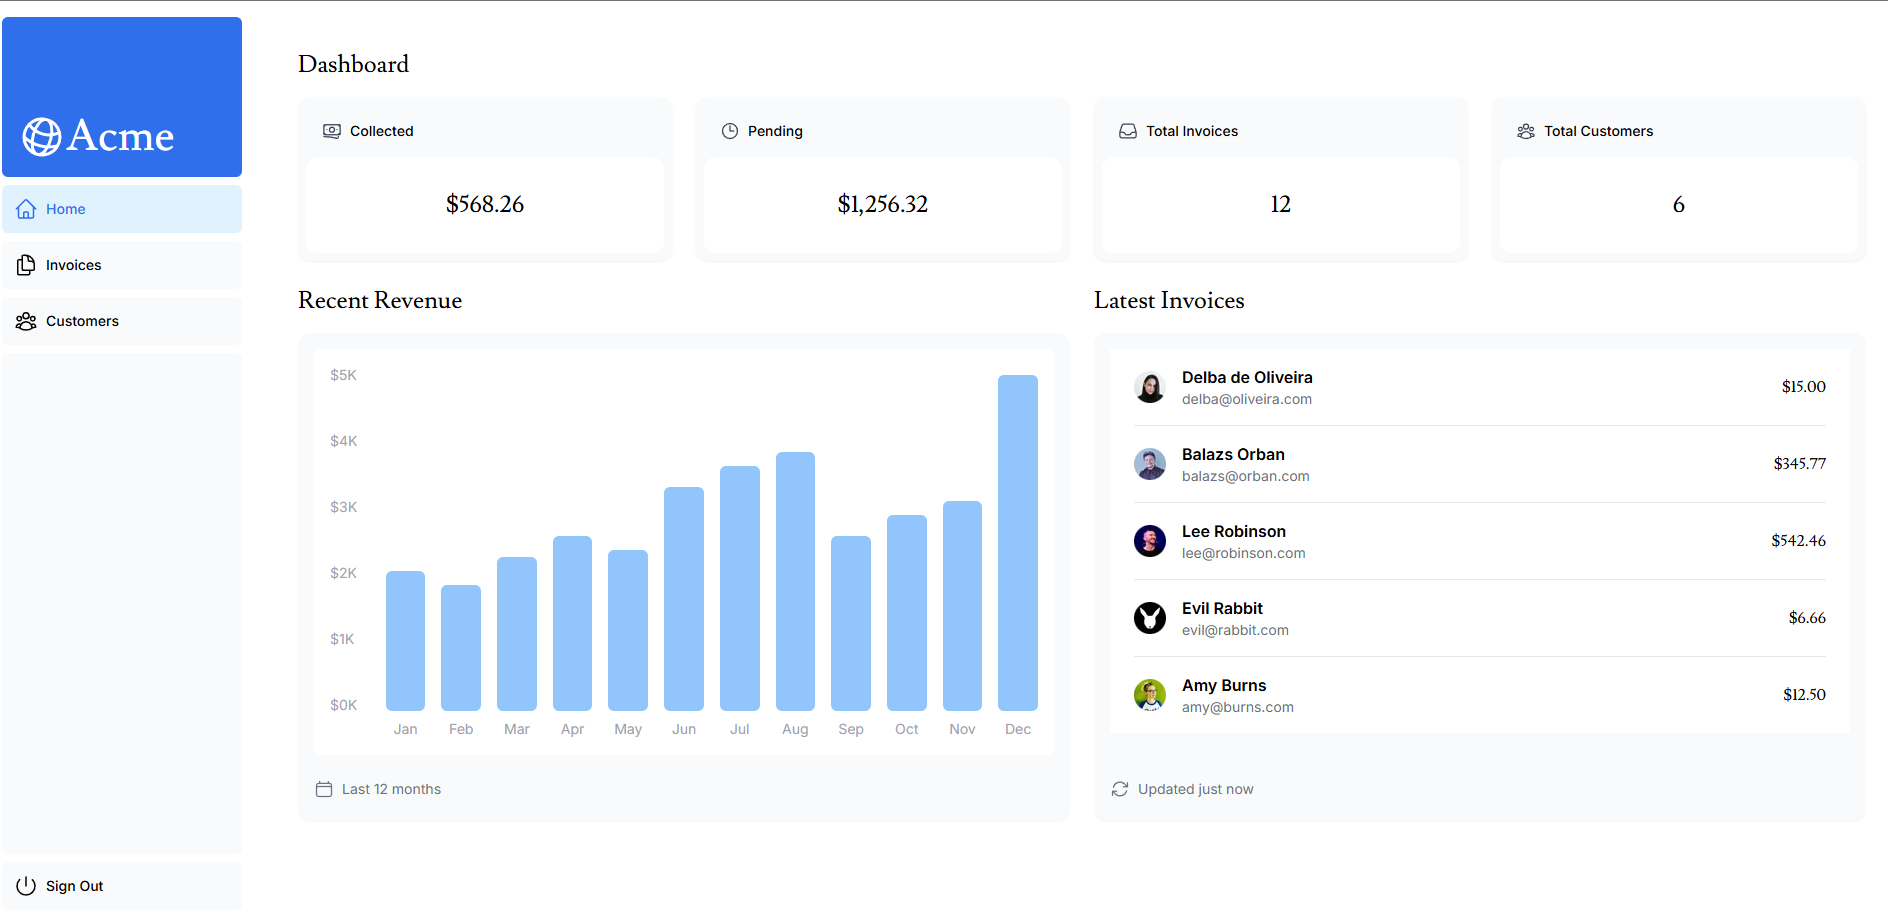 Acme
Home
Invoices
Customers
Sign Out
Dashboard
Collected
$568.26
Pending
$1,256.32
Total Invoices
12
Total Customers
6
Recent Revenue
$5K
$4K
$3K
$2K
$1K
$0K
Jan Feb Mar Apr May Jun Jul Aug Sep Oct Nov Dec
Last 12 months
Latest Invoices
Delba de Oliveira
delba@oliveira.com
$15.00
Balazs Orban
balazs@orban.com
$345.77
Lee Robinson
lee@robinson.com
$542.46
Evil Rabbit
evil@rabbit.com
$6.66
Amy Burns
amy@burns.com
$12.50
Updated just now